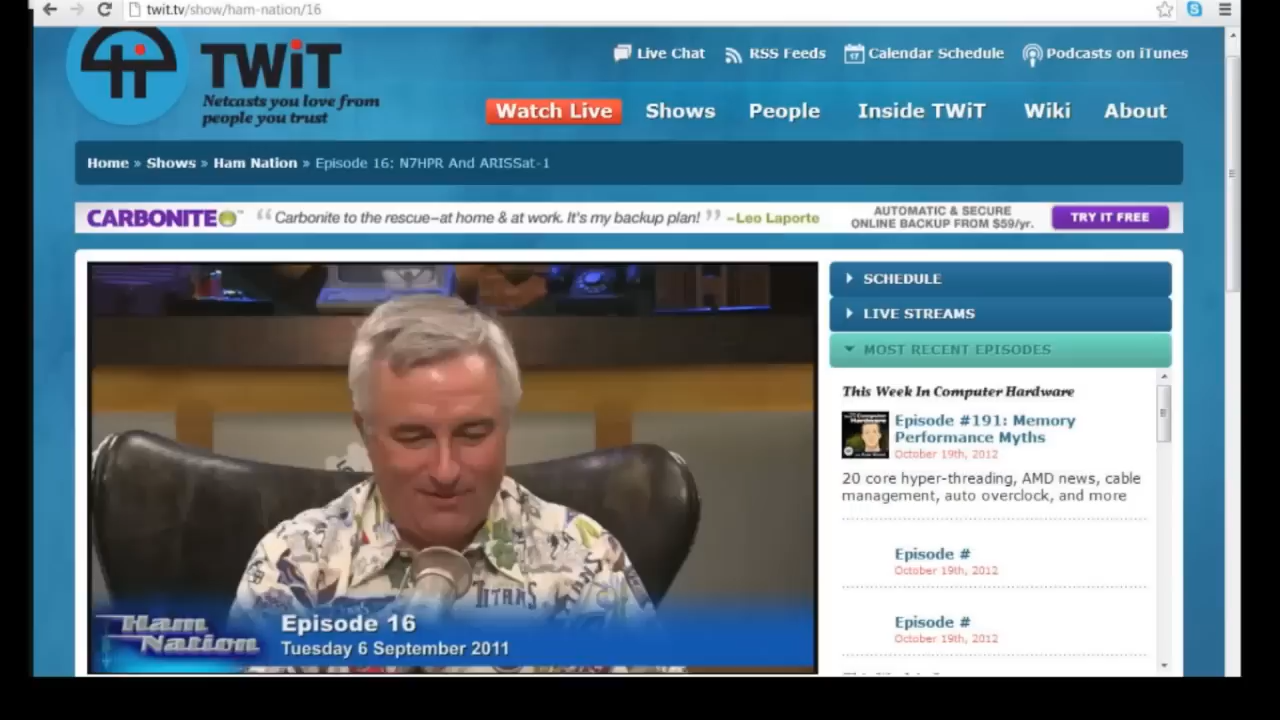 twit.tv/show/ham-nation/16
TWiT
Netcasts you love from
people you trust
Live Chat
RSS Feeds
17
Calendar Schedule
Podcasts on iTunes
Watch Live
Shows
People
Inside TWiT
Wiki
About
Home » Shows » Ham Nation » Episode 16: N7HPR And ARISSat-1
CARBONITE™
“Carbonite to the rescue–at home & at work. It's my backup plan!” –Leo Laporte
AUTOMATIC & SECURE
ONLINE BACKUP FROM $59/yr.
TRY IT FREE
SCHEDULE
LIVE STREAMS
MOST RECENT EPISODES
This Week In Computer Hardware
Episode #191: Memory
Performance Myths
October 19th, 2012
20 core hyper-threading, AMD news, cable
management, auto overclock, and more
Episode #
October 19th, 2012
Episode #
October 19th, 2012
TITANS
Ham
Nation
Episode 16
Tuesday 6 September 2011